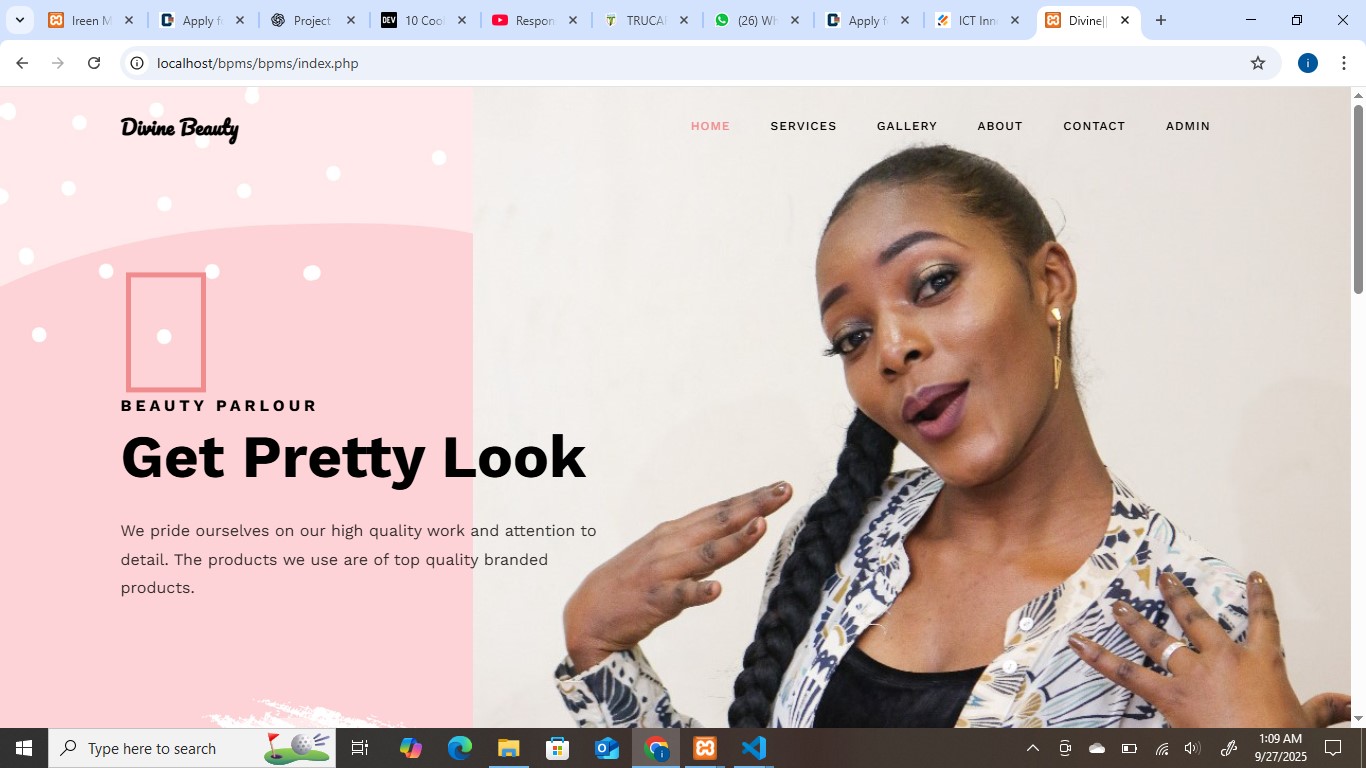 Ireen M
Apply f
Project
DEV
10 Cool
Respon
TRUCA
(26) Wh
Apply f
ICT Inn
Divine||
localhost/bpms/bpms/index.php
i
Divine Beauty
HOME SERVICES GALLERY ABOUT CONTACT ADMIN
BEAUTY PARLOUR
Get Pretty Look
We pride ourselves on our high quality work and attention to
detail. The products we use are of top quality branded
products.
Type here to search
1:09 AM
9/27/2025